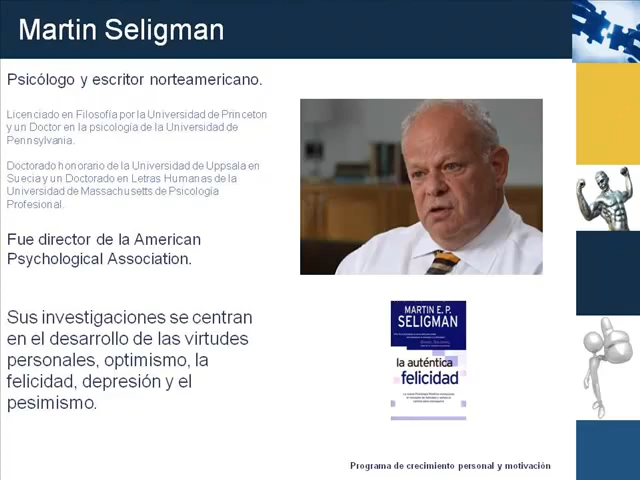 Martin Seligman
Psicólogo y escritor norteamericano.
Licenciado en Filosofía por la Universidad de Princeton
y un Doctor en la psicología de la Universidad de
Pennsylvania.
Doctorado honorario de la Universidad de Uppsala en
Suecia y un Doctorado en Letras Humanas de la
Universidad de Massachusetts de Psicología
Profesional.
Fue director de la American
Psychological Association.
Sus investigaciones se centran
en el desarrollo de las virtudes
personales, optimismo, la
felicidad, depresión y el
pesimismo.
MARTIN E. P.
SELIGMAN
la auténtica
felicidad
Programa de crecimiento personal y motivación